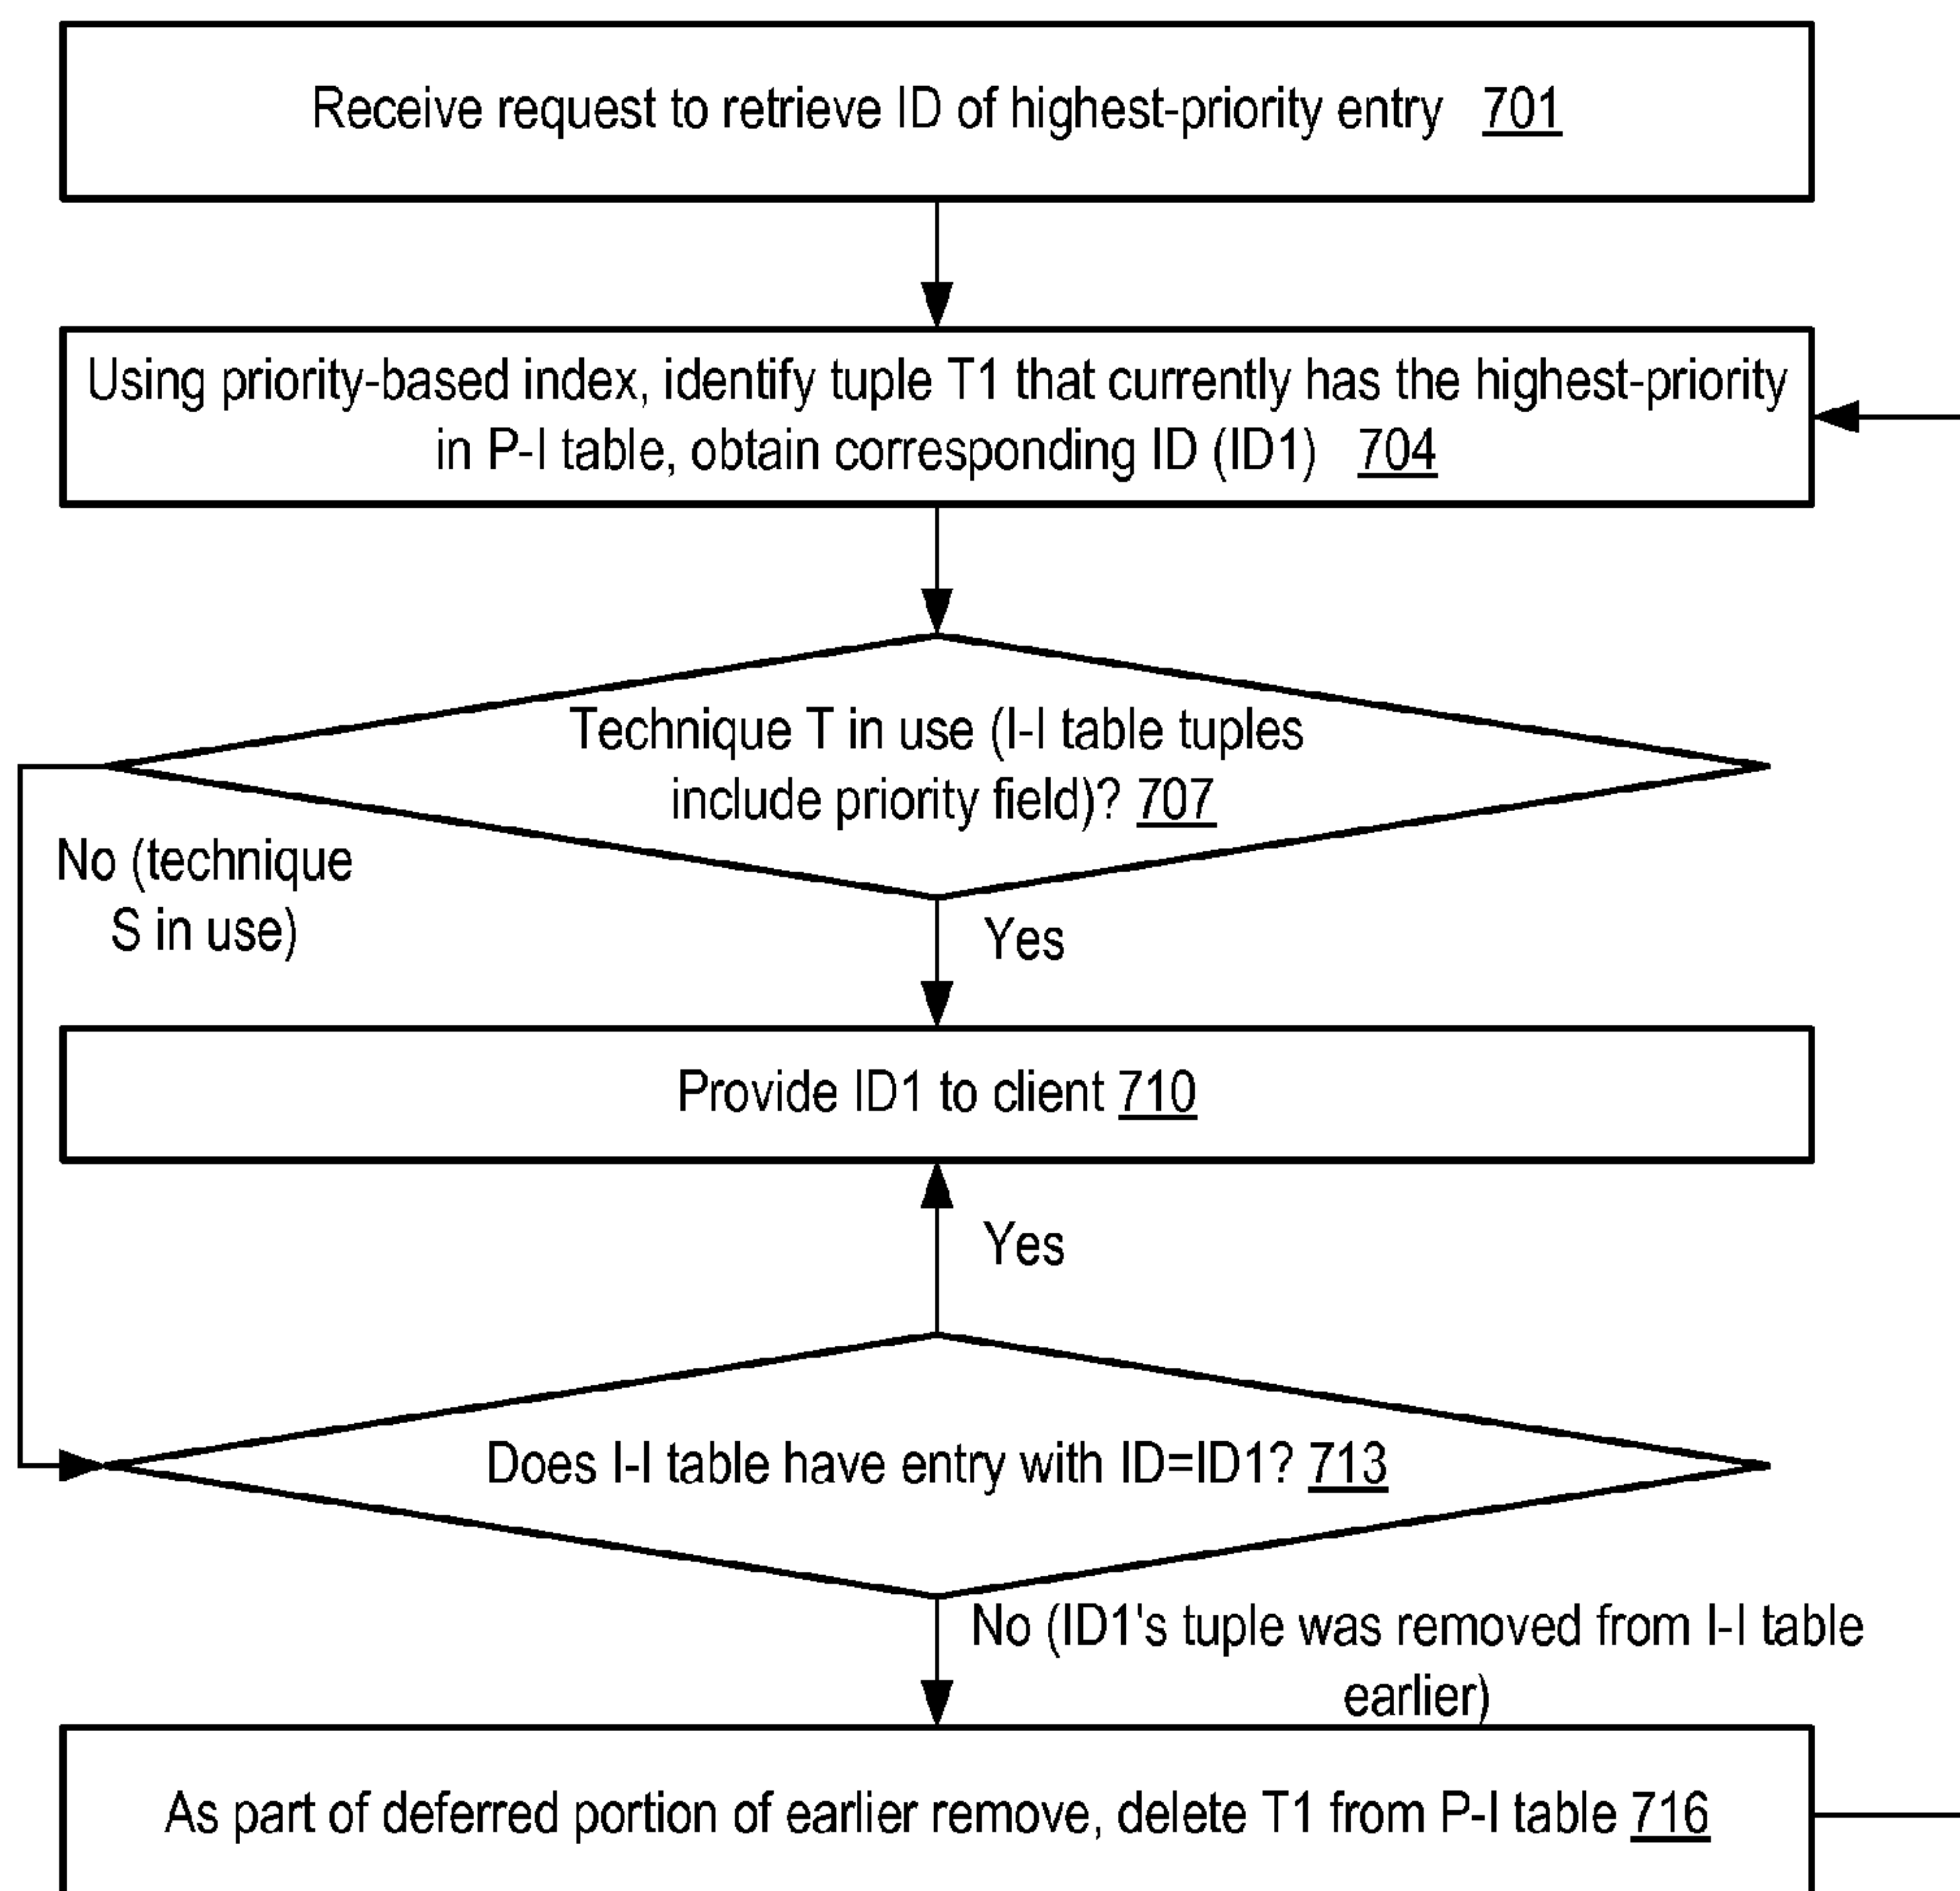 Receive request to retrieve ID of highest-priority entry 701
Using priority-based index, identify tuple T1 that currently has the highest-priority
in P-I table, obtain corresponding ID (ID1) 704
Technique T in use (I-I table tuples
include priority field)? 707
No (technique
S in use)
Yes
Provide ID1 to client 710
Yes
Does I-I table have entry with ID=ID1? 713
No (ID1's tuple was removed from I-I table
earlier)
As part of deferred portion of earlier remove, delete T1 from P-I table 716